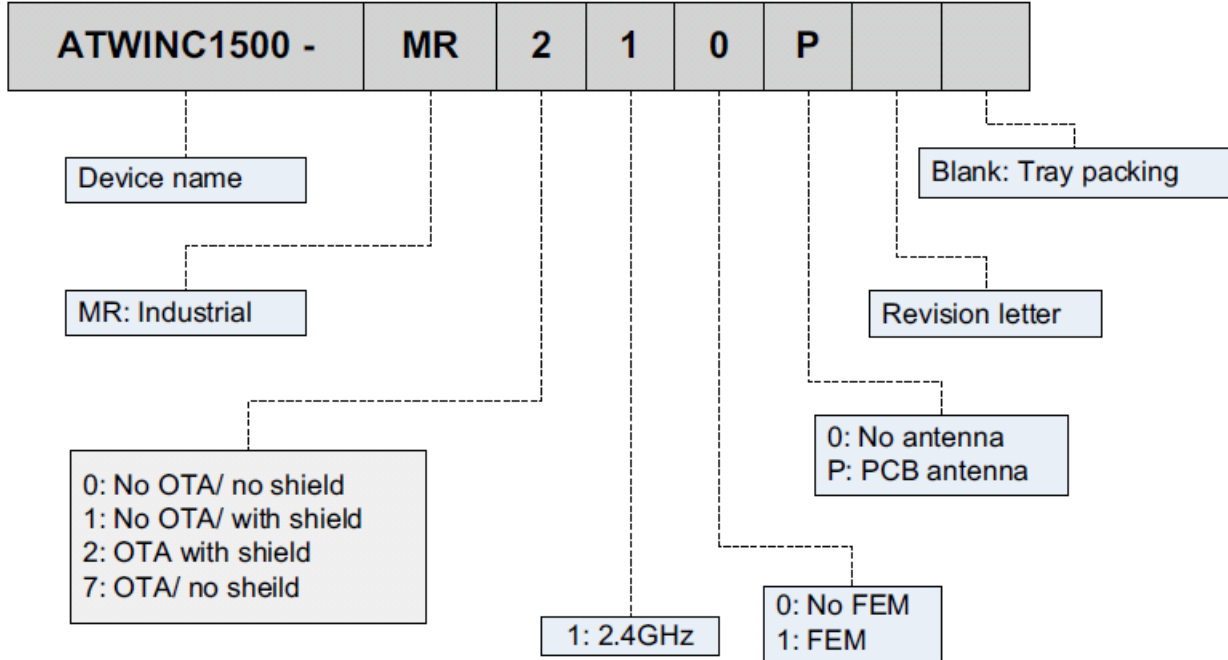 ATWINC1500 - MR 2 1 0 P
Device name
Blank: Tray packing
MR: Industrial
Revision letter
0: No antenna
P: PCB antenna
0: No OTA/ no shield
1: No OTA/ with shield
2: OTA with shield
7: OTA/ no sheild
1: 2.4GHz
0: No FEM
1: FEM